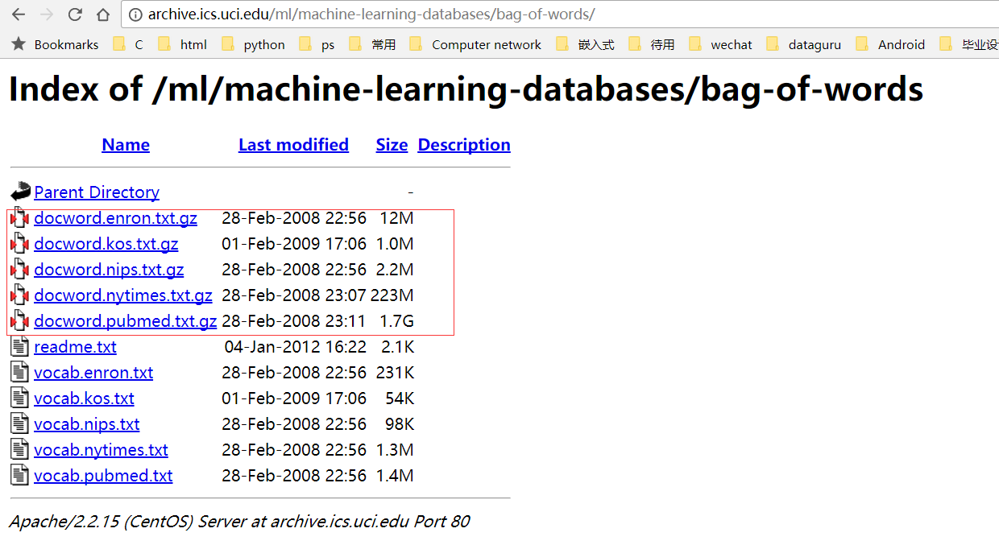 archive.ics.uci.edu/ml/machine-learning-databases/bag-of-words/
Bookmarks C html python ps 常用 Computer network 嵌入式 待用 wechat dataguru Android 毕业设
Index of /ml/machine-learning-databases/bag-of-words
Name Last modified Size Description
Parent Directory -
docword.enron.txt.gz 28-Feb-2008 22:56 12M
docword.kos.txt.gz 01-Feb-2009 17:06 1.0M
docword.nips.txt.gz 28-Feb-2008 22:56 2.2M
docword.nytimes.txt.gz 28-Feb-2008 23:07 223M
docword.pubmed.txt.gz 28-Feb-2008 23:11 1.7G
readme.txt 04-Jan-2012 16:22 2.1K
vocab.enron.txt 28-Feb-2008 22:56 231K
vocab.kos.txt 01-Feb-2009 17:06 54K
vocab.nips.txt 28-Feb-2008 22:56 98K
vocab.nytimes.txt 28-Feb-2008 22:56 1.3M
vocab.pubmed.txt 28-Feb-2008 22:56 1.4M
Apache/2.2.15 (CentOS) Server at archive.ics.uci.edu Port 80